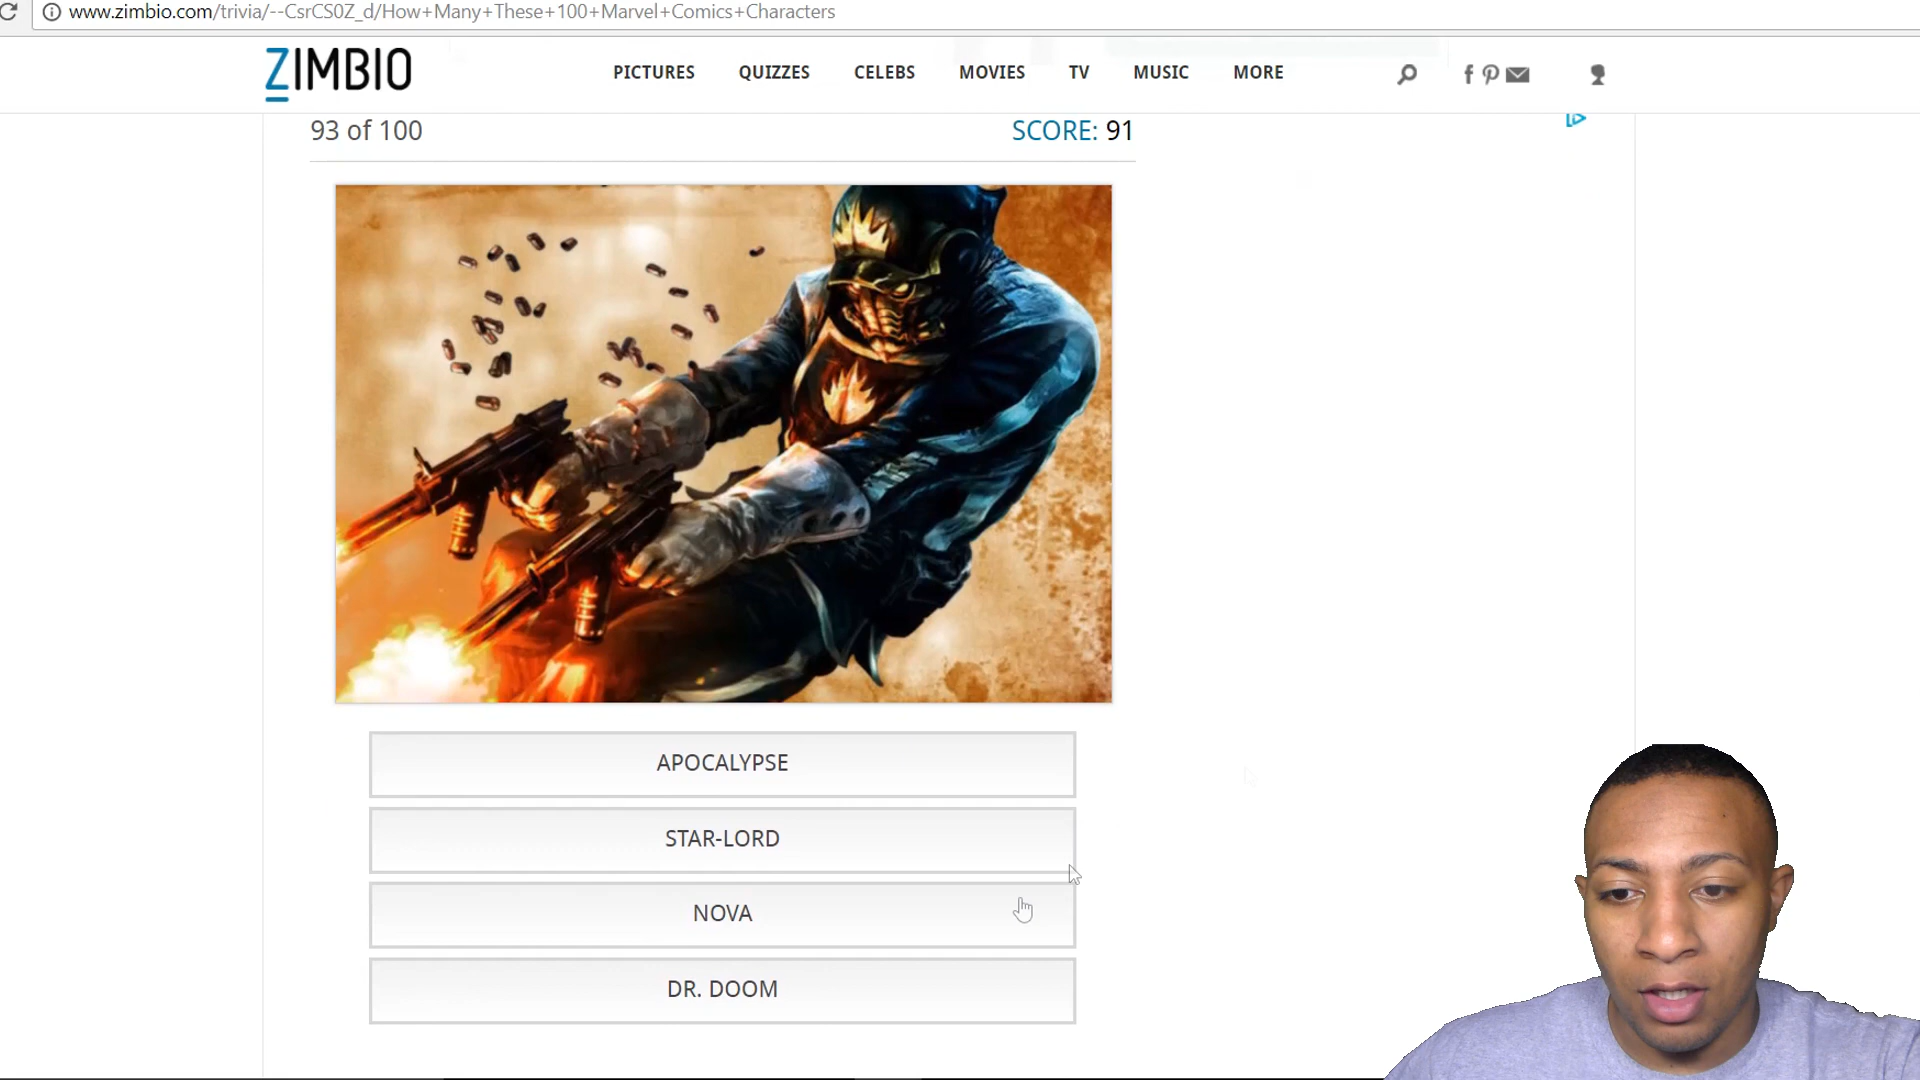 www.zimbio.com/trivia/--CsrCS0Z_d/How+Many+These+100+Marvel+Comics+Characters
ZIMBIO
PICTURES QUIZZES CELEBS MOVIES TV MUSIC MORE
93 of 100
SCORE: 91
APOCALYPSE
STAR-LORD
NOVA
DR. DOOM